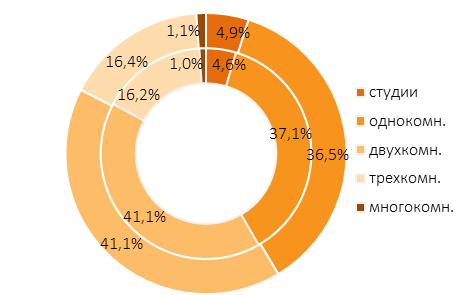 1,1%
4,9%
1,0%
4,6%
16,4%
16,2%
37,1%
36,5%
41,1%
41,1%
студии
однокомн.
двухкомн.
трехкомн.
многокомн.